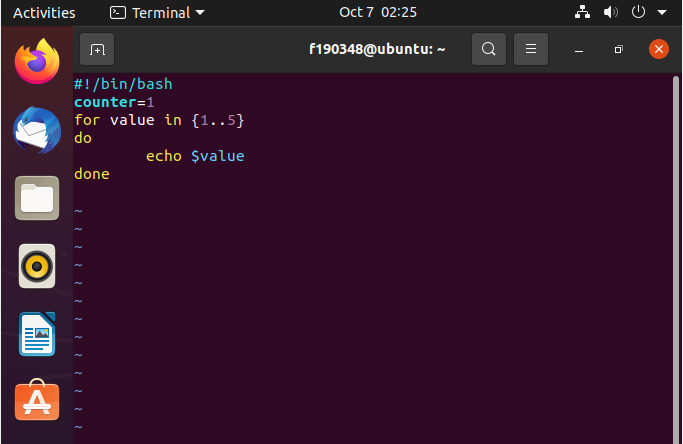 Activities Terminal Oct 7 02:25
f190348@ubuntu: ~
#!/bin/bash
counter=1
for value in {1..5}
do
        echo $value
done
~
~
~
~
~
~
~
~
~
~
~
~
~